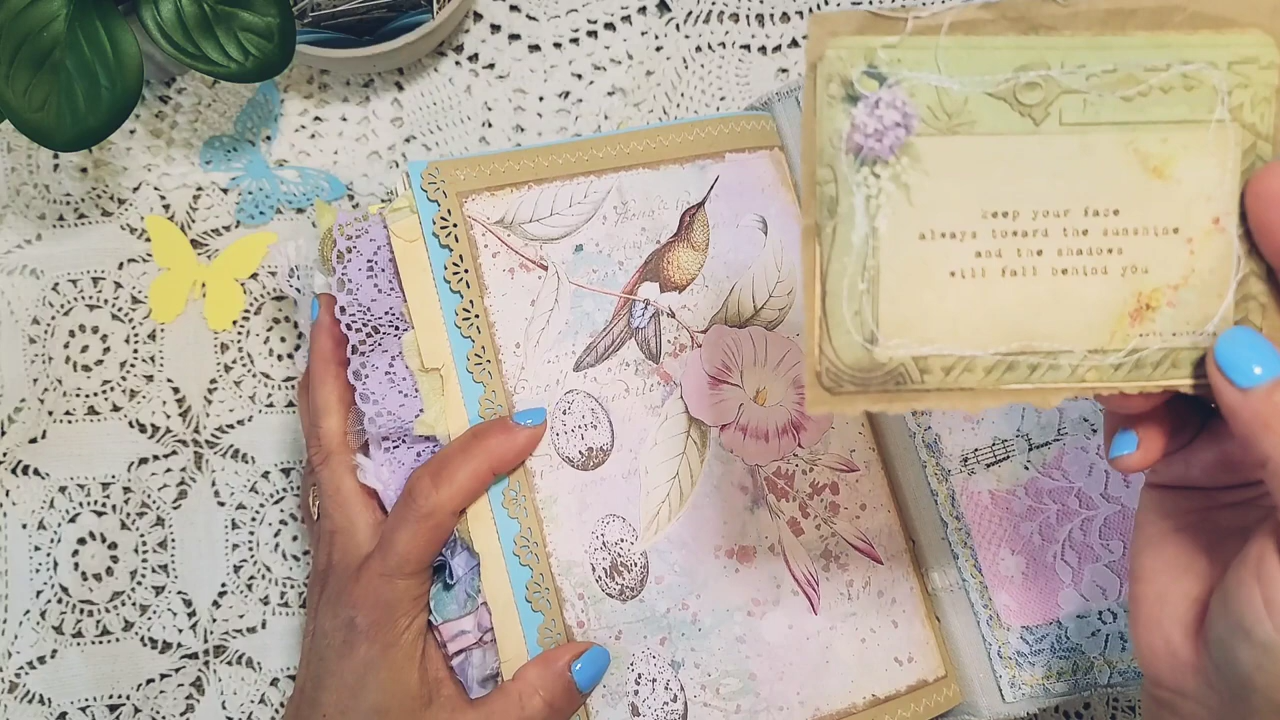 keep your face
always toward the sunshine
and the shadows
will fall behind you